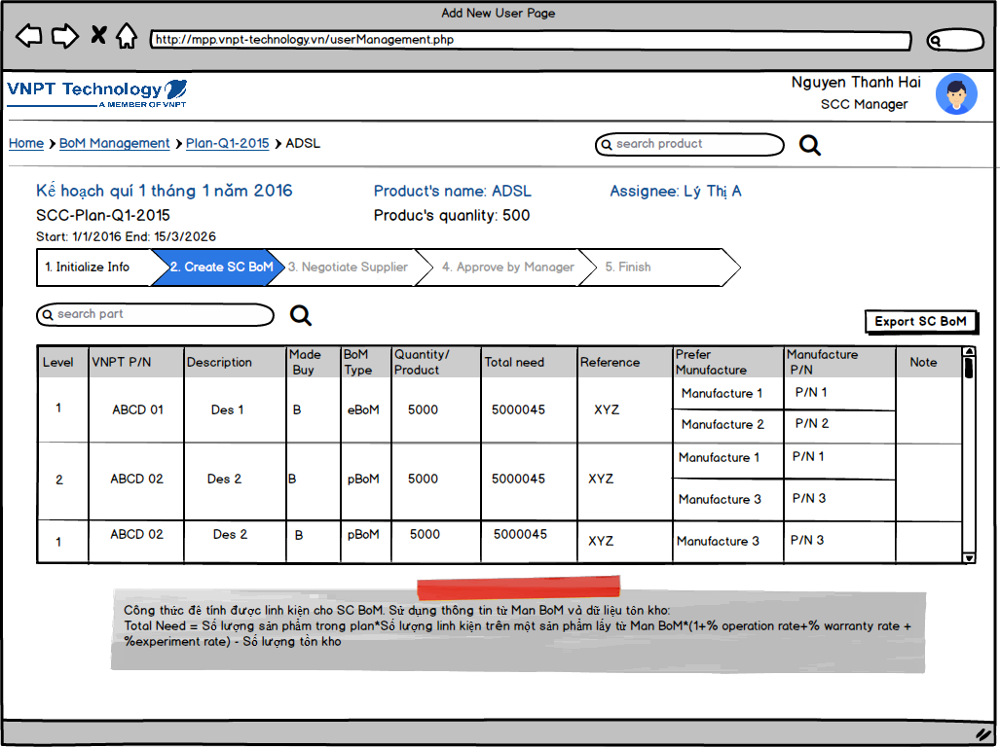 Add New User Page
http://mpp.vnpt-technology.vn/userManagement.php
VNPT Technology
A MEMBER OF VNPT
Nguyen Thanh Hai
SCC Manager
Home BoM Management Plan-Q1-2015 ADSL
search product
Kế hoạch quí 1 tháng 1 năm 2016 Product's name: ADSL Assignee: Lý Thị A
SCC-Plan-Q1-2015 Produc's quanlity: 500
Start: 1/1/2016 End: 15/3/2026
1. Initialize Info 2. Create SC BoM 3. Negotiate Supplier 4. Approve by Manager 5. Finish
search part
Export SC BoM
Level VNPT P/N Description Made Buy BoM Type Quantity/ Product Total need Reference Prefer Munufacture Manufacture P/N Note
1 ABCD 01 Des 1 B eBoM 5000 5000045 XYZ Manufacture 1 P/N 1
Manufacture 2 P/N 2
2 ABCD 02 Des 2 B pBoM 5000 5000045 XYZ Manufacture 1 P/N 1
Manufacture 3 P/N 3
1 ABCD 02 Des 2 B pBoM 5000 5000045 XYZ Manufacture 3 P/N 3
Công thức để tính được linh kiện cho SC BoM. Sử dụng thông tin từ Man BoM và dữ liệu tồn kho:
Total Need = Số lượng sản phẩm trong plan*Số lượng linh kiện trên một sản phẩm lấy từ Man BoM*(1+% operation rate+% warranty rate +
%experiment rate) - Số lượng tồn kho